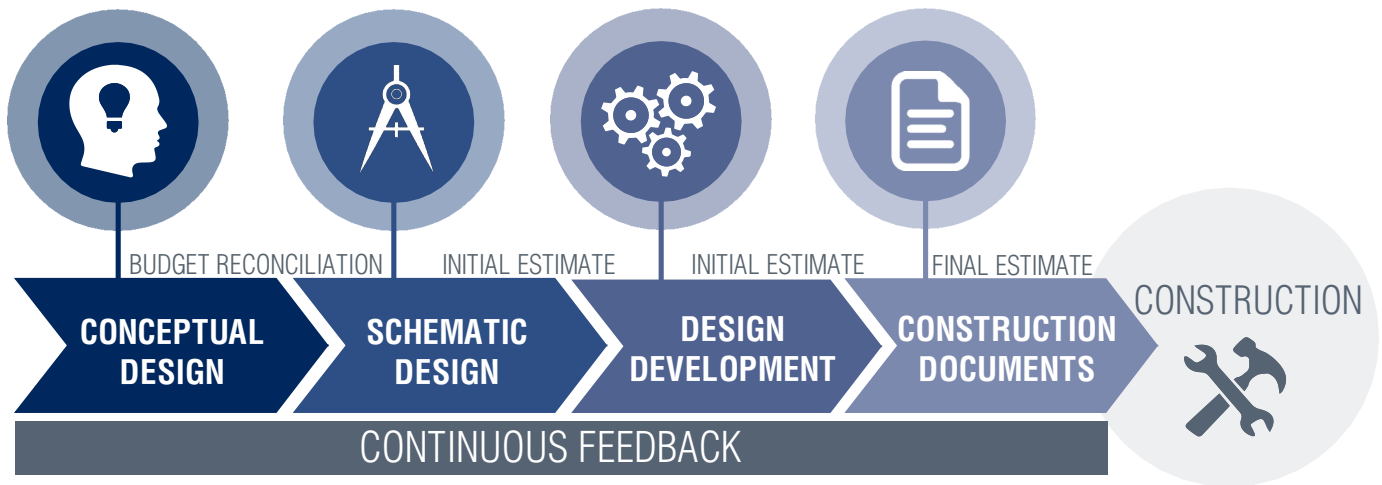 BUDGET RECONCILIATION
INITIAL ESTIMATE
INITIAL ESTIMATE
FINAL ESTIMATE
CONCEPTUAL
DESIGN
SCHEMATIC
DESIGN
DESIGN
DEVELOPMENT
CONSTRUCTION
DOCUMENTS
CONSTRUCTION
CONTINUOUS FEEDBACK